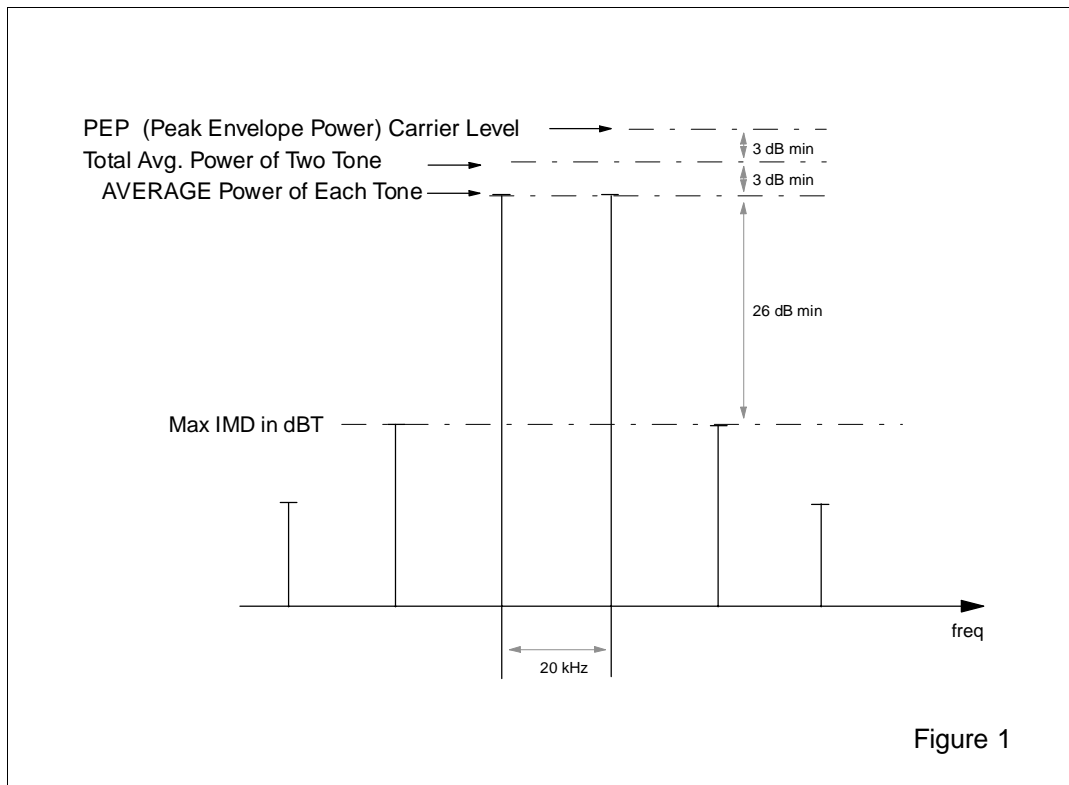 PEP (Peak Envelope Power) Carrier Level
3 dB min
Total Avg. Power of Two Tone
3 dB min
AVERAGE Power of Each Tone
26 dB min
Max IMD in dBT
freq
20 kHz
Figure 1